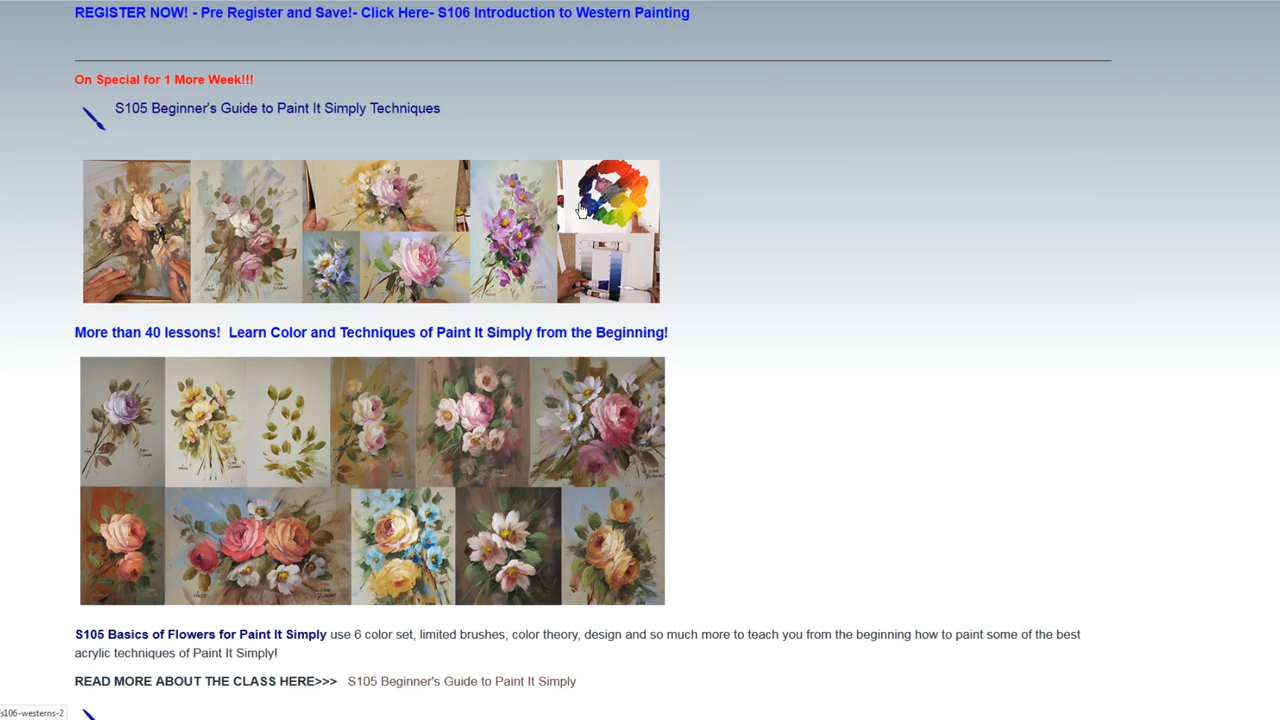 REGISTER NOW! - Pre Register and Save!- Click Here- S106 Introduction to Western Painting
On Special for 1 More Week!!!
S105 Beginner's Guide to Paint It Simply Techniques
More than 40 lessons!  Learn Color and Techniques of Paint It Simply from the Beginning!
S105 Basics of Flowers for Paint It Simply use 6 color set, limited brushes, color theory, design and so much more to teach you from the beginning how to paint some of the best
acrylic techniques of Paint It Simply!
READ MORE ABOUT THE CLASS HERE>>> S105 Beginner's Guide to Paint It Simply
/s106-westerns-2